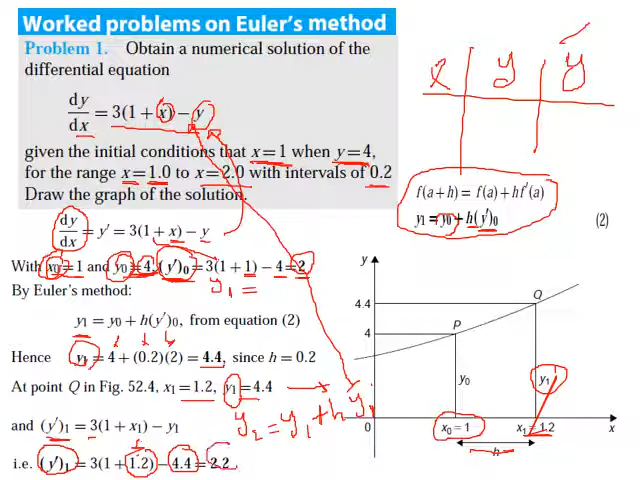 Worked problems on Euler's method
Problem 1. Obtain a numerical solution of the
differential equation
dy/dx = 3(1 + x) − y
given the initial conditions that x = 1 when y = 4,
for the range x = 1.0 to x = 2.0 with intervals of 0.2
Draw the graph of the solution.
dy/dx = y′ = 3(1 + x) − y
With x₀ = 1 and y₀ = 4, (y′)₀ = 3(1 + 1) − 4 = 2
y₁ =
By Euler's method:
y₁ = y₀ + h(y′)₀, from equation (2)
Hence y₁ = 4 + (0.2)(2) = 4.4, since h = 0.2
At point Q in Fig. 52.4, x₁ = 1.2, y₁ = 4.4
y₂ = y₁ + h y′₁
and (y′)₁ = 3(1 + x₁) − y₁
i.e. (y′)₁ = 3(1 + 1.2) − 4.4 = 2.2
x y y′
f(a + h) = f(a) + hf′(a)
y₁ = y₀ + h(y′)₀ (2)
y
4.4
4
P
Q
y₀
y₁
0
x₀ = 1
x₁ = 1.2
x
h